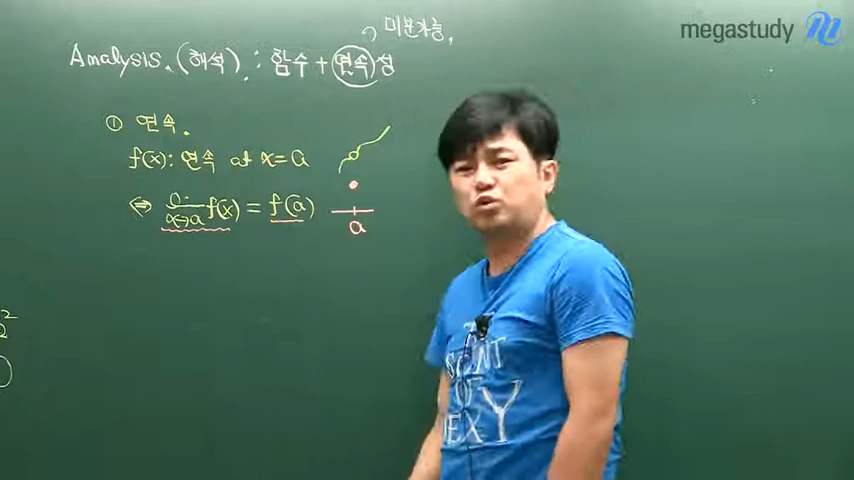 megastudy
미분가능,
Analysis. (해석). : 함수 + 연속성
① 연속.
f(x): 연속 at x=a
⇔ lim x→a f(x) = f(a)
a
2